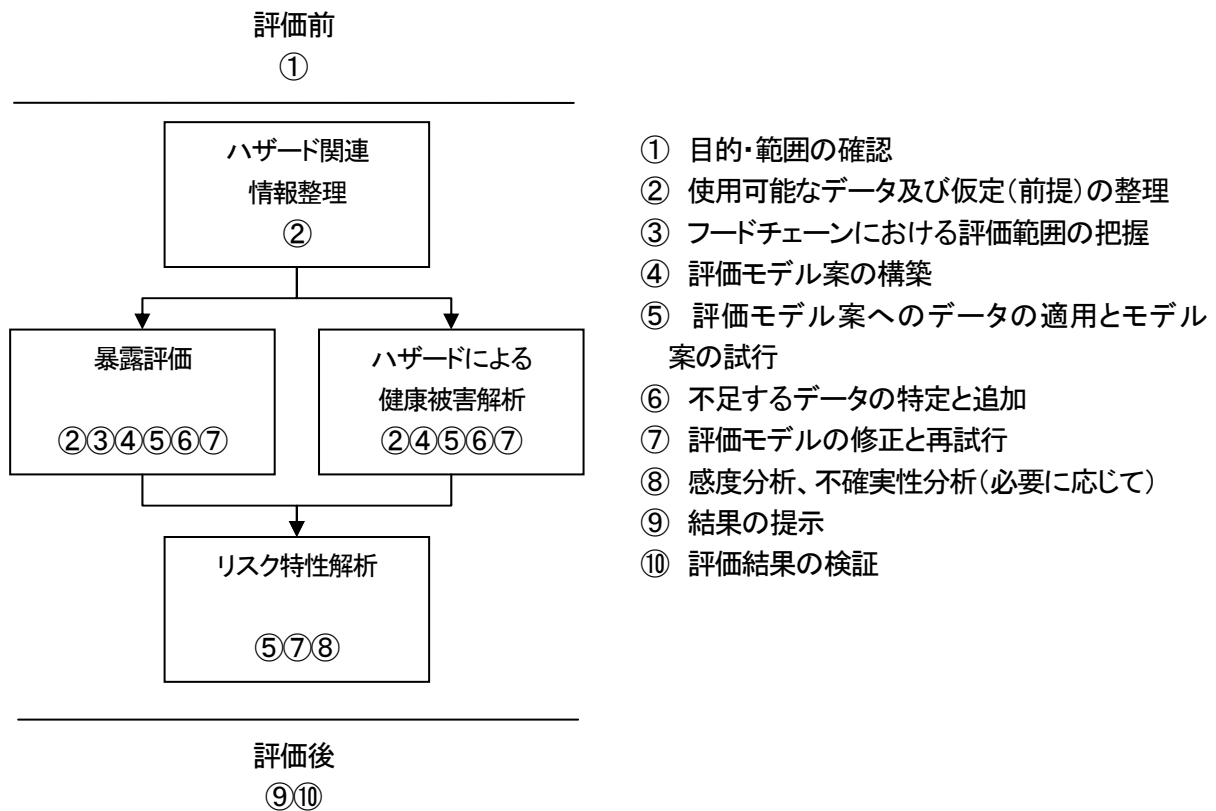 評価前
①
ハザード関連
情報整理
②
暴露評価
②③④⑤⑥⑦
ハザードによる
健康被害解析
②④⑤⑥⑦
リスク特性解析
⑤⑦⑧
評価後
⑨⑩
① 目的・範囲の確認
② 使用可能なデータ及び仮定（前提）の整理
③ フードチェーンにおける評価範囲の把握
④ 評価モデル案の構築
⑤ 評価モデル案へのデータの適用とモデル
案の試行
⑥ 不足するデータの特定と追加
⑦ 評価モデルの修正と再試行
⑧ 感度分析、不確実性分析（必要に応じて）
⑨ 結果の提示
⑩ 評価結果の検証